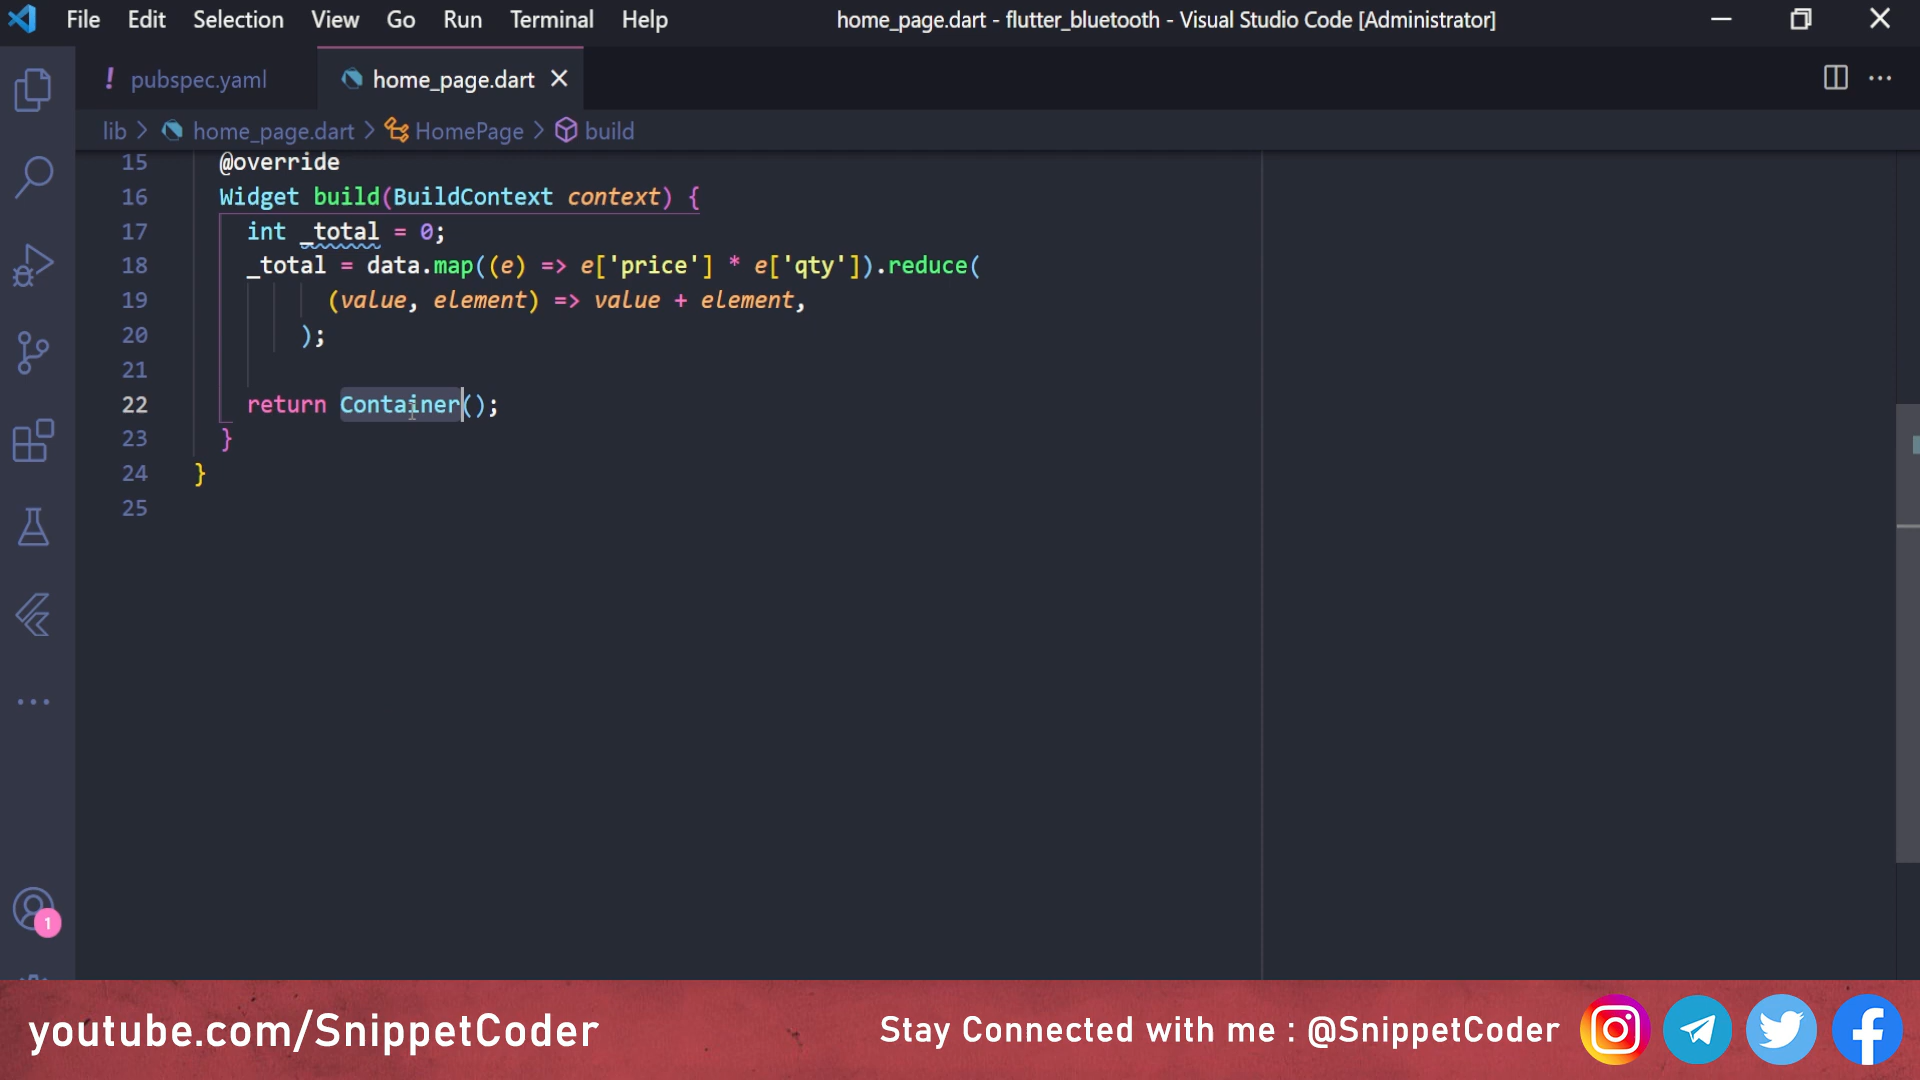 File Edit Selection View Go Run Terminal Help home_page.dart - flutter_bluetooth - Visual Studio Code [Administrator]
! pubspec.yaml home_page.dart
lib > home_page.dart > HomePage > build
15 @override
16 Widget build(BuildContext context) {
17 int _total = 0;
18 _total = data.map((e) => e['price'] * e['qty']).reduce(
19 (value, element) => value + element,
20 );
21
22 return Container();
23 }
24 }
25
1
youtube.com/SnippetCoder Stay Connected with me : @SnippetCoder